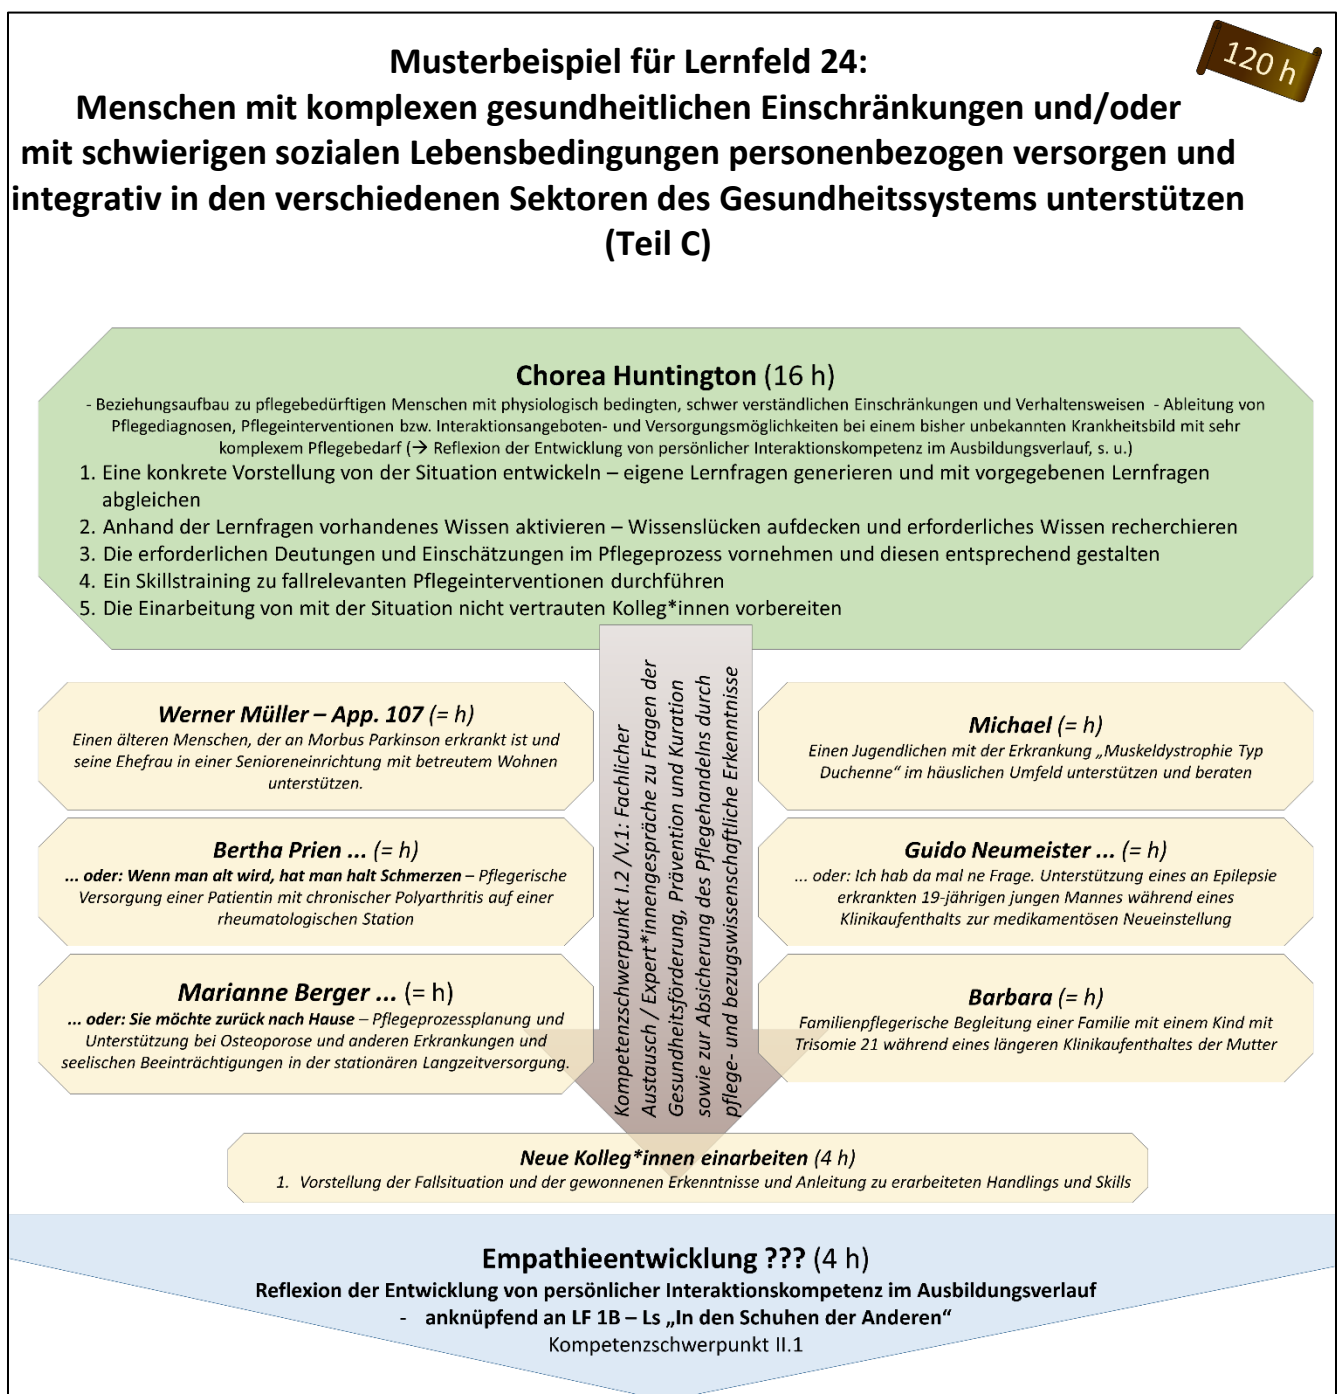 Musterbeispiel für Lernfeld 24:
120 h
Menschen mit komplexen gesundheitlichen Einschränkungen und/oder
mit schwierigen sozialen Lebensbedingungen personenbezogen versorgen und
integrativ in den verschiedenen Sektoren des Gesundheitssystems unterstützen
(Teil C)
Chorea Huntington (16 h)
- Beziehungsaufbau zu pflegebedürftigen Menschen mit physiologisch bedingten, schwer verständlichen Einschränkungen und Verhaltensweisen - Ableitung von
Pflegediagnosen, Pflegeinterventionen bzw. Interaktionsangeboten- und Versorgungsmöglichkeiten bei einem bisher unbekannten Krankheitsbild mit sehr
komplexem Pflegebedarf (→ Reflexion der Entwicklung von persönlicher Interaktionskompetenz im Ausbildungsverlauf, s. u.)
1. Eine konkrete Vorstellung von der Situation entwickeln – eigene Lernfragen generieren und mit vorgegebenen Lernfragen
abgleichen
2. Anhand der Lernfragen vorhandenes Wissen aktivieren – Wissenslücken aufdecken und erforderliches Wissen recherchieren
3. Die erforderlichen Deutungen und Einschätzungen im Pflegeprozess vornehmen und diesen entsprechend gestalten
4. Ein Skillstraining zu fallrelevanten Pflegeinterventionen durchführen
5. Die Einarbeitung von mit der Situation nicht vertrauten Kolleg*innen vorbereiten
Werner Müller – App. 107 (= h)
Einen älteren Menschen, der an Morbus Parkinson erkrankt ist und
seine Ehefrau in einer Senioreneinrichtung mit betreutem Wohnen
unterstützen.
Bertha Prien ... (= h)
... oder: Wenn man alt wird, hat man halt Schmerzen – Pflegerische
Versorgung einer Patientin mit chronischer Polyarthritis auf einer
rheumatologischen Station
Marianne Berger ... (= h)
... oder: Sie möchte zurück nach Hause – Pflegeprozessplanung und
Unterstützung bei Osteoporose und anderen Erkrankungen und
seelischen Beeinträchtigungen in der stationären Langzeitversorgung.
Kompetenzschwerpunkt I.2 /V.1: Fachlicher
Austausch / Expert*innengespräche zu Fragen der
Gesundheitsförderung, Prävention und Kuration
sowie zur Absicherung des Pflegehandelns durch
pflege- und bezugswissenschaftliche Erkenntnisse
Michael (= h)
Einen Jugendlichen mit der Erkrankung „Muskeldystrophie Typ
Duchenne“ im häuslichen Umfeld unterstützen und beraten
Guido Neumeister ... (= h)
... oder: Ich hab da mal ne Frage. Unterstützung eines an Epilepsie
erkrankten 19-jährigen jungen Mannes während eines
Klinikaufenthalts zur medikamentösen Neueinstellung
Barbara (= h)
Familienpflegerische Begleitung einer Familie mit einem Kind mit
Trisomie 21 während eines längeren Klinikaufenthaltes der Mutter
Neue Kolleg*innen einarbeiten (4 h)
1. Vorstellung der Fallsituation und der gewonnenen Erkenntnisse und Anleitung zu erarbeiteten Handlings und Skills
Empathieentwicklung ??? (4 h)
Reflexion der Entwicklung von persönlicher Interaktionskompetenz im Ausbildungsverlauf
- anknüpfend an LF 1B – Ls „In den Schuhen der Anderen“
Kompetenzschwerpunkt II.1